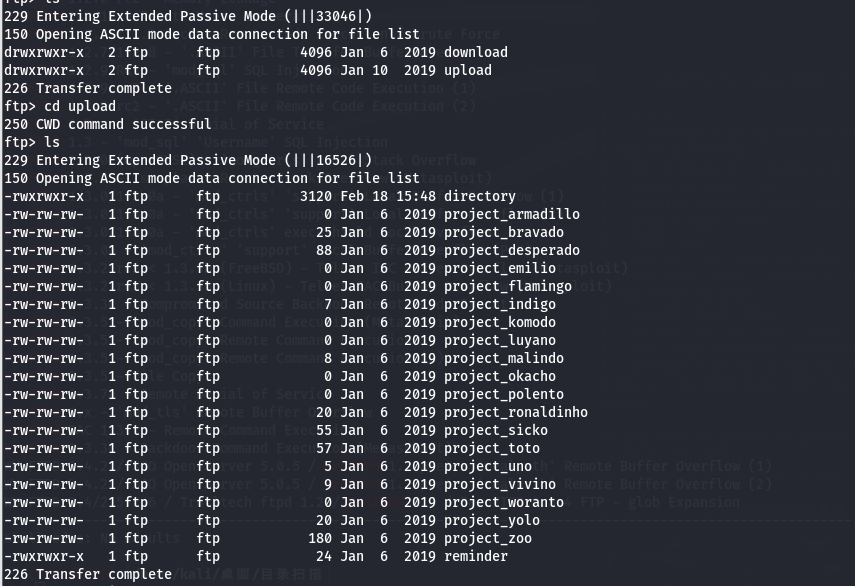 ftp> ls
229 Entering Extended Passive Mode (|||33046|)
150 Opening ASCII mode data connection for file list
drwxrwxr-x   2 ftp      ftp          4096 Jan  6  2019 download
drwxrwxr-x   2 ftp      ftp          4096 Jan 10  2019 upload
226 Transfer complete
ftp> cd upload
250 CWD command successful
ftp> ls
229 Entering Extended Passive Mode (|||16526|)
150 Opening ASCII mode data connection for file list
-rwxrwxr-x   1 ftp      ftp          3120 Feb 18 15:48 directory
-rw-rw-rw-   1 ftp      ftp             0 Jan  6  2019 project_armadillo
-rw-rw-rw-   1 ftp      ftp            25 Jan  6  2019 project_bravado
-rw-rw-rw-   1 ftp      ftp            88 Jan  6  2019 project_desperado
-rw-rw-rw-   1 ftp      ftp             0 Jan  6  2019 project_emilio
-rw-rw-rw-   1 ftp      ftp             0 Jan  6  2019 project_flamingo
-rw-rw-rw-   1 ftp      ftp             7 Jan  6  2019 project_indigo
-rw-rw-rw-   1 ftp      ftp             0 Jan  6  2019 project_komodo
-rw-rw-rw-   1 ftp      ftp             0 Jan  6  2019 project_luyano
-rw-rw-rw-   1 ftp      ftp             8 Jan  6  2019 project_malindo
-rw-rw-rw-   1 ftp      ftp             0 Jan  6  2019 project_okacho
-rw-rw-rw-   1 ftp      ftp             0 Jan  6  2019 project_polento
-rw-rw-rw-   1 ftp      ftp            20 Jan  6  2019 project_ronaldinho
-rw-rw-rw-   1 ftp      ftp            55 Jan  6  2019 project_sicko
-rw-rw-rw-   1 ftp      ftp            57 Jan  6  2019 project_toto
-rw-rw-rw-   1 ftp      ftp             5 Jan  6  2019 project_uno
-rw-rw-rw-   1 ftp      ftp             9 Jan  6  2019 project_vivino
-rw-rw-rw-   1 ftp      ftp             0 Jan  6  2019 project_woranto
-rw-rw-rw-   1 ftp      ftp            20 Jan  6  2019 project_yolo
-rw-rw-rw-   1 ftp      ftp           180 Jan  6  2019 project_zoo
-rwxrwxr-x   1 ftp      ftp            24 Jan  6  2019 reminder
226 Transfer complete